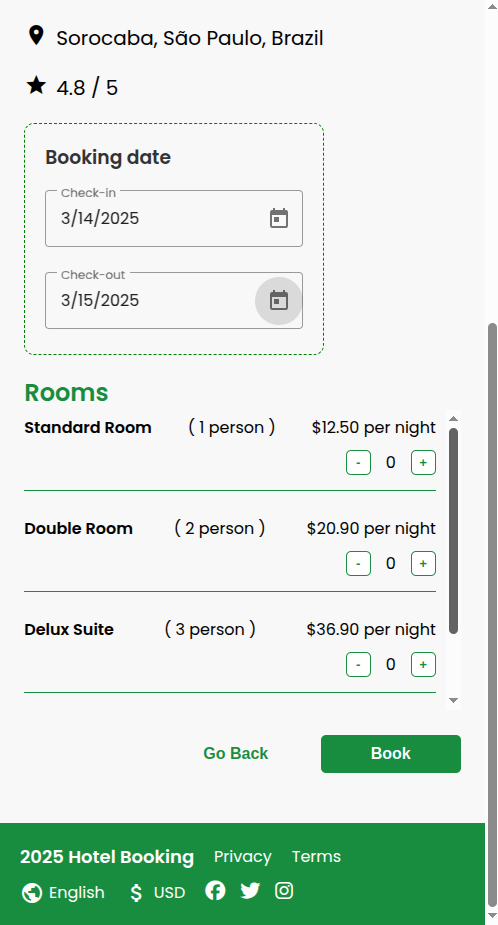 Sorocaba, São Paulo, Brazil
4.8 / 5
Booking date
Check-in
3/14/2025
Check-out
3/15/2025
Rooms
Standard Room ( 1 person ) $12.50 per night
- 0 +
Double Room ( 2 person ) $20.90 per night
- 0 +
Delux Suite ( 3 person ) $36.90 per night
- 0 +
Go Back Book
2025 Hotel Booking Privacy Terms
English $ USD